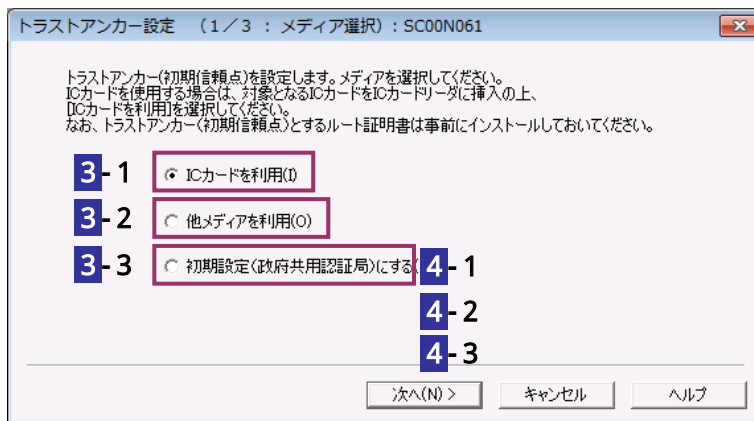 トラストアンカー設定 （1／3 ： メディア選択）: SC00N061
トラストアンカー(初期信頼点)を設定します。メディアを選択してください。
ICカードを使用する場合は、対象となるICカードをICカードリーダに挿入の上、
[ICカードを利用]を選択してください。
なお、トラストアンカー(初期信頼点)とするルート証明書は事前にインストールしておいてください。
3-1 ICカードを利用(I)
3-2 他メディアを利用(O)
3-3 初期設定(政府共用認証局)にする( 4-1
4-2
4-3
次へ(N) > キャンセル ヘルプ